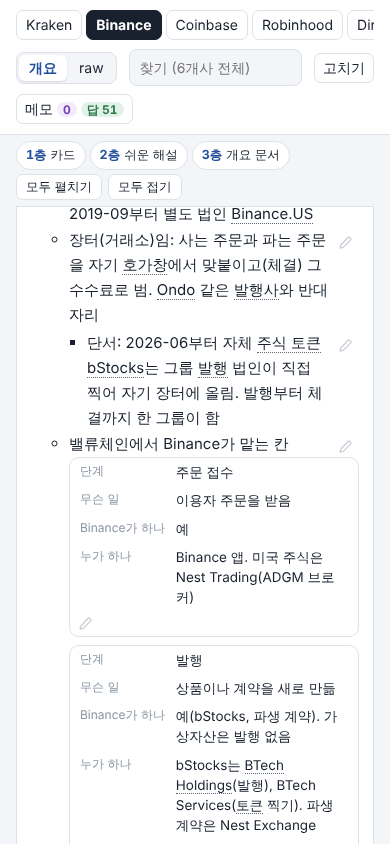 Kraken Binance Coinbase Robinhood Dir
개요 raw 찾기 (6개사 전체) 고치기
메모 0 답 51
1층 카드 2층 쉬운 해설 3층 개요 문서
모두 펼치기 모두 접기
2019-09부터 별도 법인 Binance.US
장터(거래소)임: 사는 주문과 파는 주문
을 자기 호가창에서 맞붙이고(체결) 그
수수료로 범. Ondo 같은 발행사와 반대
자리
단서: 2026-06부터 자체 주식 토큰
bStocks는 그룹 발행 법인이 직접
찍어 자기 장터에 올림. 발행부터 체
결까지 한 그룹이 함
밸류체인에서 Binance가 맡는 칸
단계 주문 접수
무슨 일 이용자 주문을 받음
Binance가 하나 예
누가 하나 Binance 앱. 미국 주식은
Nest Trading(ADGM 브로
커)
단계 발행
무슨 일 상품이나 계약을 새로 만듦
Binance가 하나 예(bStocks, 파생 계약). 가
상자산은 발행 없음
누가 하나 bStocks는 BTech
Holdings(발행), BTech
Services(토큰 찍기). 파생
계약은 Nest Exchange